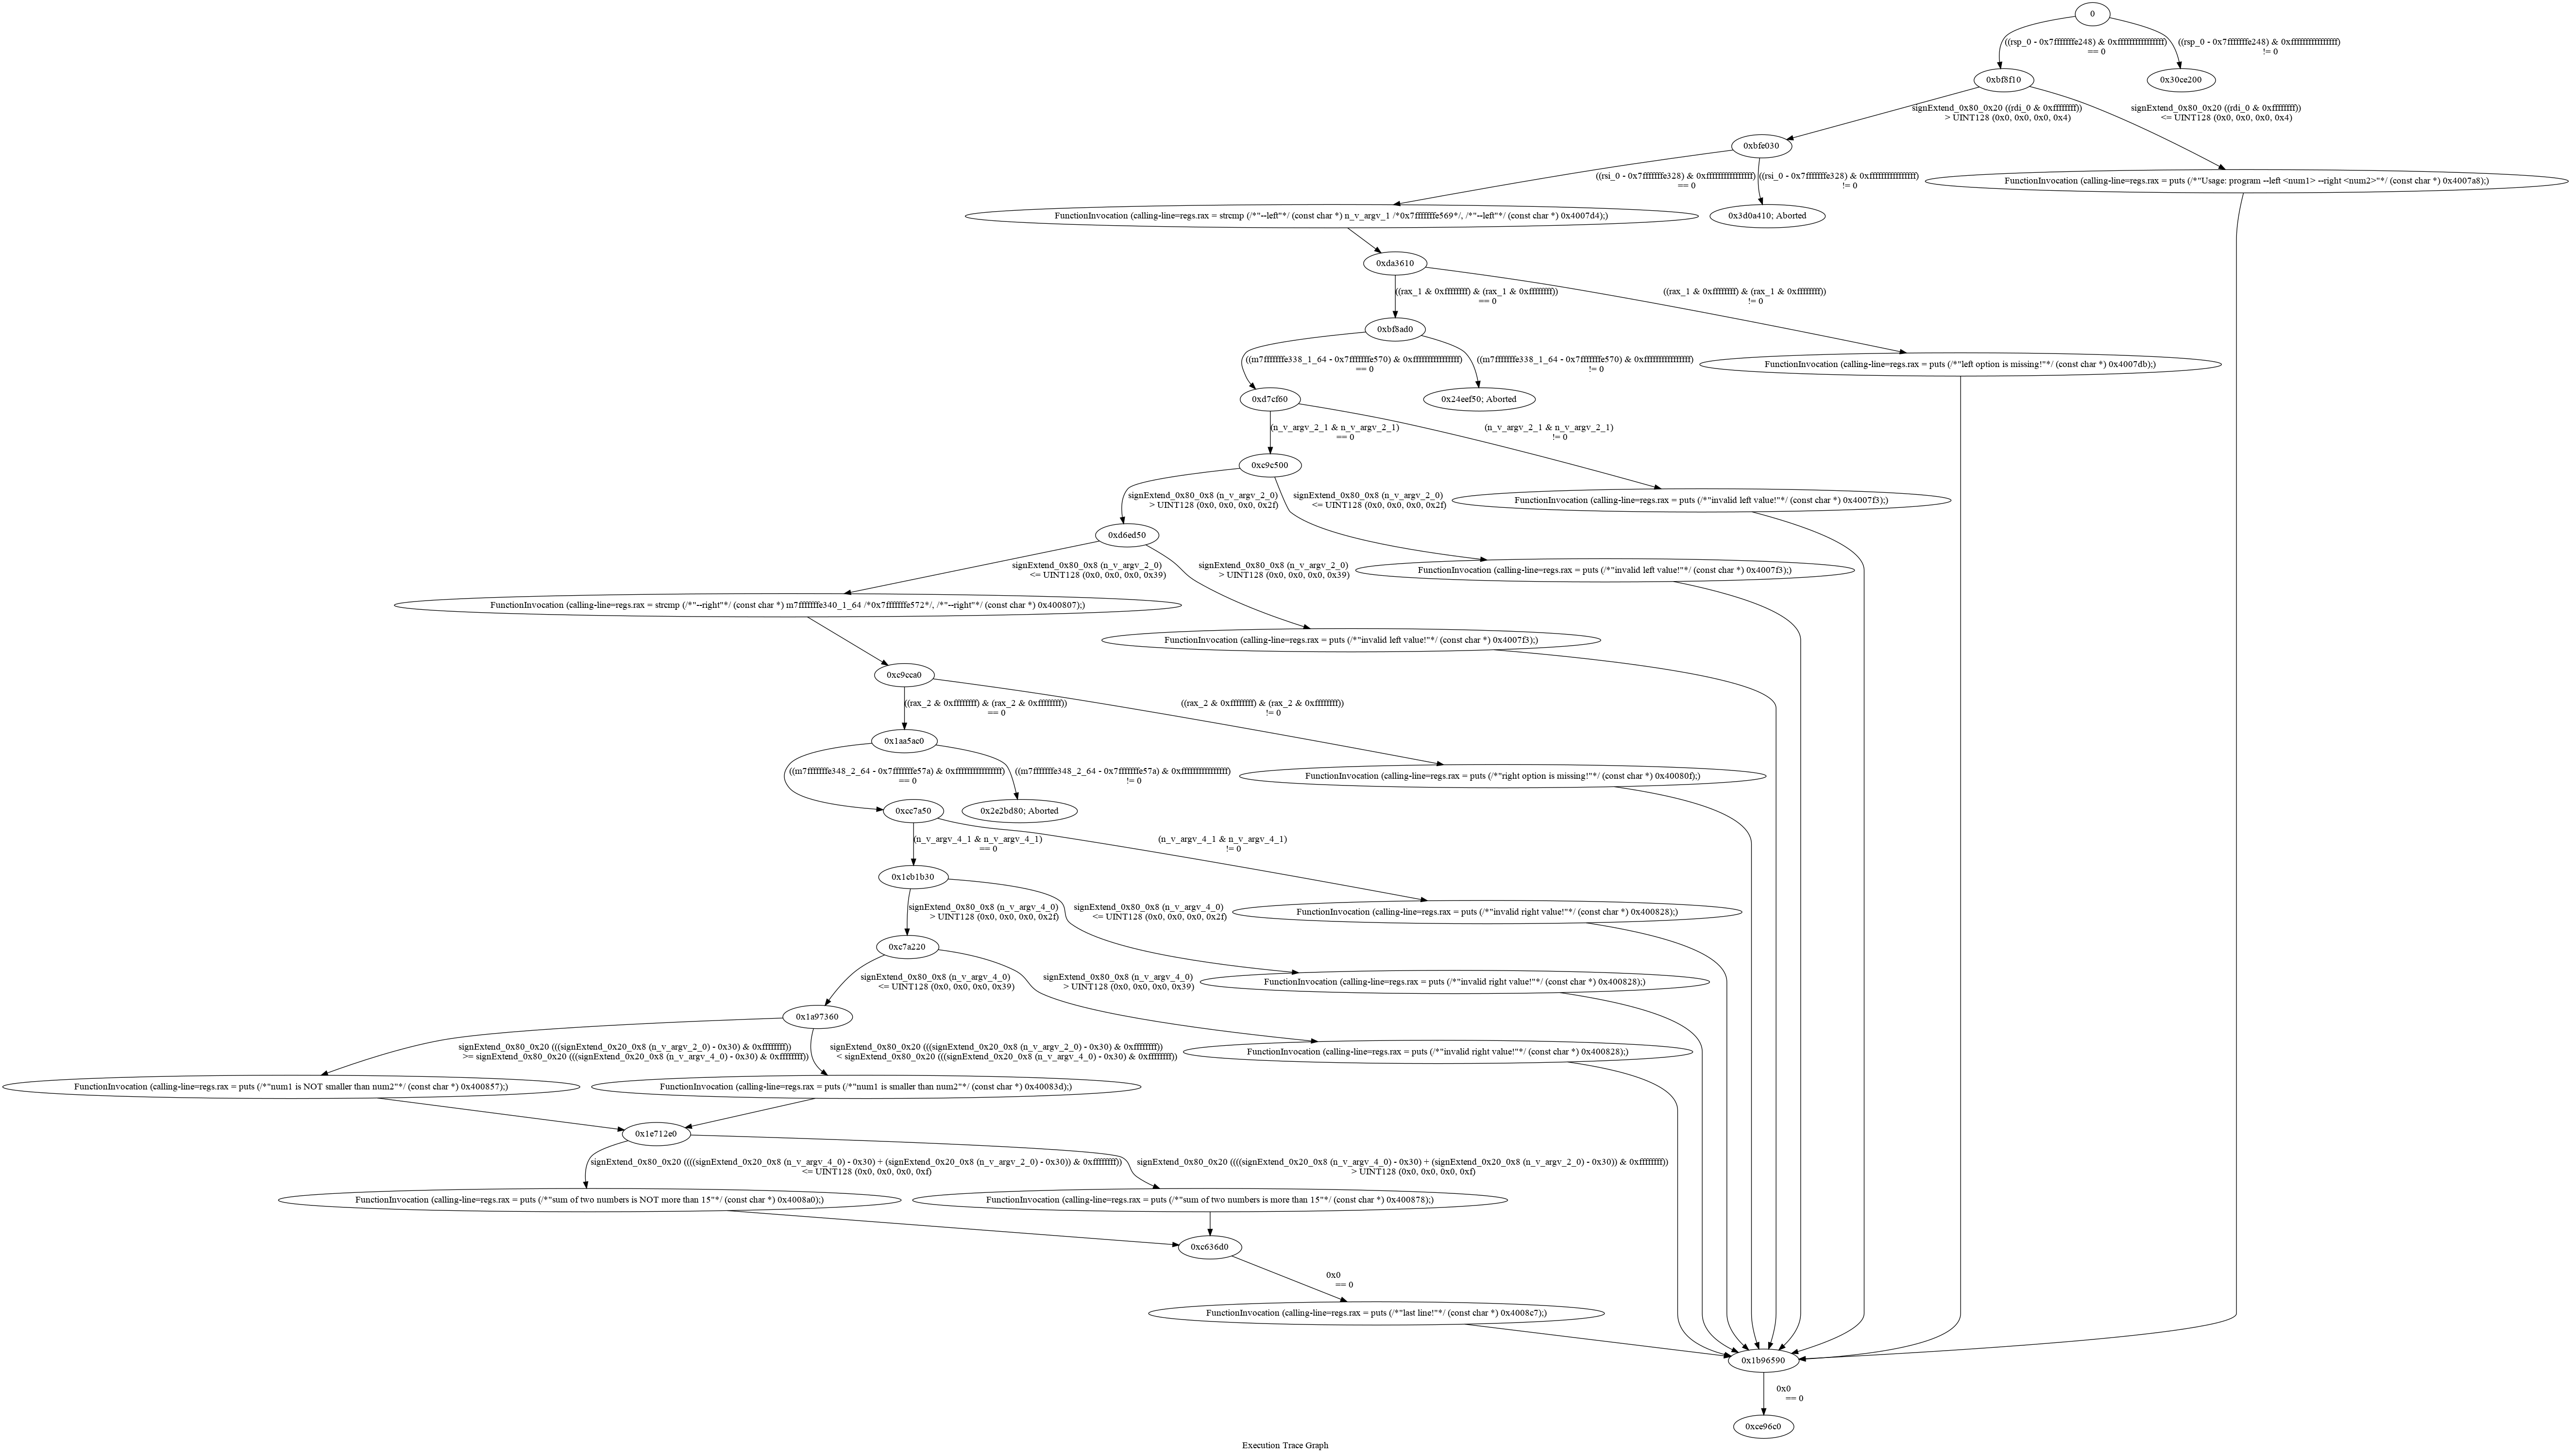 0
((rsp_0 - 0x7fffffffe248) & 0xffffffffffffffff)
== 0
((rsp_0 - 0x7fffffffe248) & 0xffffffffffffffff)
!= 0
0xbf8f10
0x30ce200
signExtend_0x80_0x20 ((rdi_0 & 0xffffffff))
> UINT128 (0x0, 0x0, 0x0, 0x4)
signExtend_0x80_0x20 ((rdi_0 & 0xffffffff))
<= UINT128 (0x0, 0x0, 0x0, 0x4)
0xbfe030
((rsi_0 - 0x7fffffffe328) & 0xffffffffffffffff)
== 0
((rsi_0 - 0x7fffffffe328) & 0xffffffffffffffff)
!= 0
FunctionInvocation (calling-line=regs.rax = puts (/*"Usage: program --left <num1> --right <num2>"*/ (const char *) 0x4007a8);)
FunctionInvocation (calling-line=regs.rax = strcmp (/*"--left"*/ (const char *) n_v_argv_1 /*0x7fffffffe569*/, /*"--left"*/ (const char *) 0x4007d4);)
0x3d0a410; Aborted
0xda3610
((rax_1 & 0xffffffff) & (rax_1 & 0xffffffff))
== 0
((rax_1 & 0xffffffff) & (rax_1 & 0xffffffff))
!= 0
0xbf8ad0
((m7fffffffe338_1_64 - 0x7fffffffe570) & 0xffffffffffffffff)
== 0
((m7fffffffe338_1_64 - 0x7fffffffe570) & 0xffffffffffffffff)
!= 0
FunctionInvocation (calling-line=regs.rax = puts (/*"left option is missing!"*/ (const char *) 0x4007db);)
0xd7cf60
0x24eef50; Aborted
(n_v_argv_2_1 & n_v_argv_2_1)
== 0
(n_v_argv_2_1 & n_v_argv_2_1)
!= 0
0xc9c500
signExtend_0x80_0x8 (n_v_argv_2_0)
> UINT128 (0x0, 0x0, 0x0, 0x2f)
signExtend_0x80_0x8 (n_v_argv_2_0)
<= UINT128 (0x0, 0x0, 0x0, 0x2f)
FunctionInvocation (calling-line=regs.rax = puts (/*"invalid left value!"*/ (const char *) 0x4007f3);)
0xd6ed50
signExtend_0x80_0x8 (n_v_argv_2_0)
<= UINT128 (0x0, 0x0, 0x0, 0x39)
signExtend_0x80_0x8 (n_v_argv_2_0)
> UINT128 (0x0, 0x0, 0x0, 0x39)
FunctionInvocation (calling-line=regs.rax = puts (/*"invalid left value!"*/ (const char *) 0x4007f3);)
FunctionInvocation (calling-line=regs.rax = strcmp (/*"--right"*/ (const char *) m7fffffffe340_1_64 /*0x7fffffffe572*/, /*"--right"*/ (const char *) 0x400807);)
FunctionInvocation (calling-line=regs.rax = puts (/*"invalid left value!"*/ (const char *) 0x4007f3);)
0xc9cca0
((rax_2 & 0xffffffff) & (rax_2 & 0xffffffff))
== 0
((rax_2 & 0xffffffff) & (rax_2 & 0xffffffff))
!= 0
0x1aa5ac0
((m7fffffffe348_2_64 - 0x7fffffffe57a) & 0xffffffffffffffff)
== 0
((m7fffffffe348_2_64 - 0x7fffffffe57a) & 0xffffffffffffffff)
!= 0
FunctionInvocation (calling-line=regs.rax = puts (/*"right option is missing!"*/ (const char *) 0x40080f);)
0xcc7a50
0x2e2bd80; Aborted
(n_v_argv_4_1 & n_v_argv_4_1)
== 0
(n_v_argv_4_1 & n_v_argv_4_1)
!= 0
0x1cb1b30
signExtend_0x80_0x8 (n_v_argv_4_0)
> UINT128 (0x0, 0x0, 0x0, 0x2f)
signExtend_0x80_0x8 (n_v_argv_4_0)
<= UINT128 (0x0, 0x0, 0x0, 0x2f)
FunctionInvocation (calling-line=regs.rax = puts (/*"invalid right value!"*/ (const char *) 0x400828);)
0xc7a220
signExtend_0x80_0x8 (n_v_argv_4_0)
<= UINT128 (0x0, 0x0, 0x0, 0x39)
signExtend_0x80_0x8 (n_v_argv_4_0)
> UINT128 (0x0, 0x0, 0x0, 0x39)
FunctionInvocation (calling-line=regs.rax = puts (/*"invalid right value!"*/ (const char *) 0x400828);)
0x1a97360
signExtend_0x80_0x20 (((signExtend_0x20_0x8 (n_v_argv_2_0) - 0x30) & 0xffffffff))
>= signExtend_0x80_0x20 (((signExtend_0x20_0x8 (n_v_argv_4_0) - 0x30) & 0xffffffff))
signExtend_0x80_0x20 (((signExtend_0x20_0x8 (n_v_argv_2_0) - 0x30) & 0xffffffff))
< signExtend_0x80_0x20 (((signExtend_0x20_0x8 (n_v_argv_4_0) - 0x30) & 0xffffffff))
FunctionInvocation (calling-line=regs.rax = puts (/*"invalid right value!"*/ (const char *) 0x400828);)
FunctionInvocation (calling-line=regs.rax = puts (/*"num1 is NOT smaller than num2"*/ (const char *) 0x400857);)
FunctionInvocation (calling-line=regs.rax = puts (/*"num1 is smaller than num2"*/ (const char *) 0x40083d);)
0x1e712e0
signExtend_0x80_0x20 ((((signExtend_0x20_0x8 (n_v_argv_4_0) - 0x30) + (signExtend_0x20_0x8 (n_v_argv_2_0) - 0x30)) & 0xffffffff))
<= UINT128 (0x0, 0x0, 0x0, 0xf)
signExtend_0x80_0x20 ((((signExtend_0x20_0x8 (n_v_argv_4_0) - 0x30) + (signExtend_0x20_0x8 (n_v_argv_2_0) - 0x30)) & 0xffffffff))
> UINT128 (0x0, 0x0, 0x0, 0xf)
FunctionInvocation (calling-line=regs.rax = puts (/*"sum of two numbers is NOT more than 15"*/ (const char *) 0x4008a0);)
FunctionInvocation (calling-line=regs.rax = puts (/*"sum of two numbers is more than 15"*/ (const char *) 0x400878);)
0xc636d0
0x0
== 0
FunctionInvocation (calling-line=regs.rax = puts (/*"last line!"*/ (const char *) 0x4008c7);)
0x1b96590
0x0
== 0
0xce96c0
Execution Trace Graph